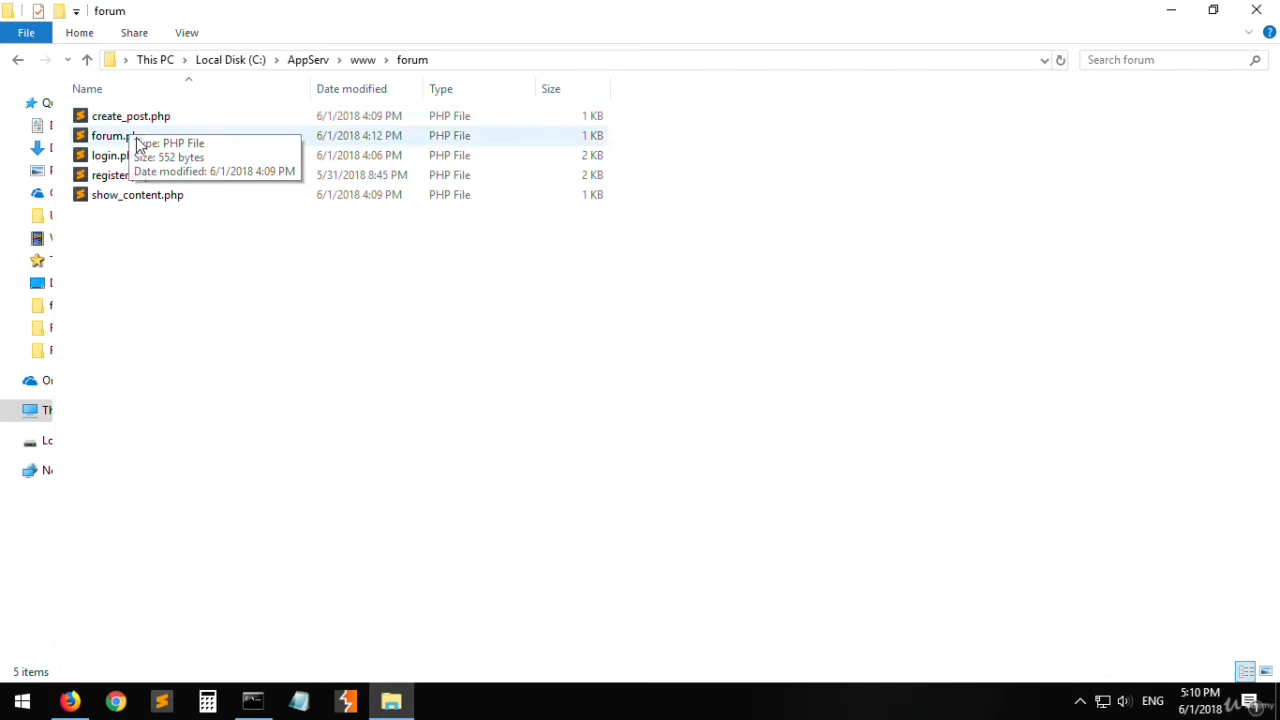 forum
File Home Share View
This PC Local Disk (C:) AppServ www forum Search forum
Name Date modified Type Size
create_post.php 6/1/2018 4:09 PM PHP File 1 KB
6/1/2018 4:12 PM PHP File 1 KB
Type: PHP File
Size: 552 bytes
Date modified: 6/1/2018 4:09 PM
6/1/2018 4:06 PM PHP File 2 KB
register 5/31/2018 8:45 PM PHP File 2 KB
show_content.php 6/1/2018 4:09 PM PHP File 1 KB
5 items
ENG
5:10 PM
6/1/2018